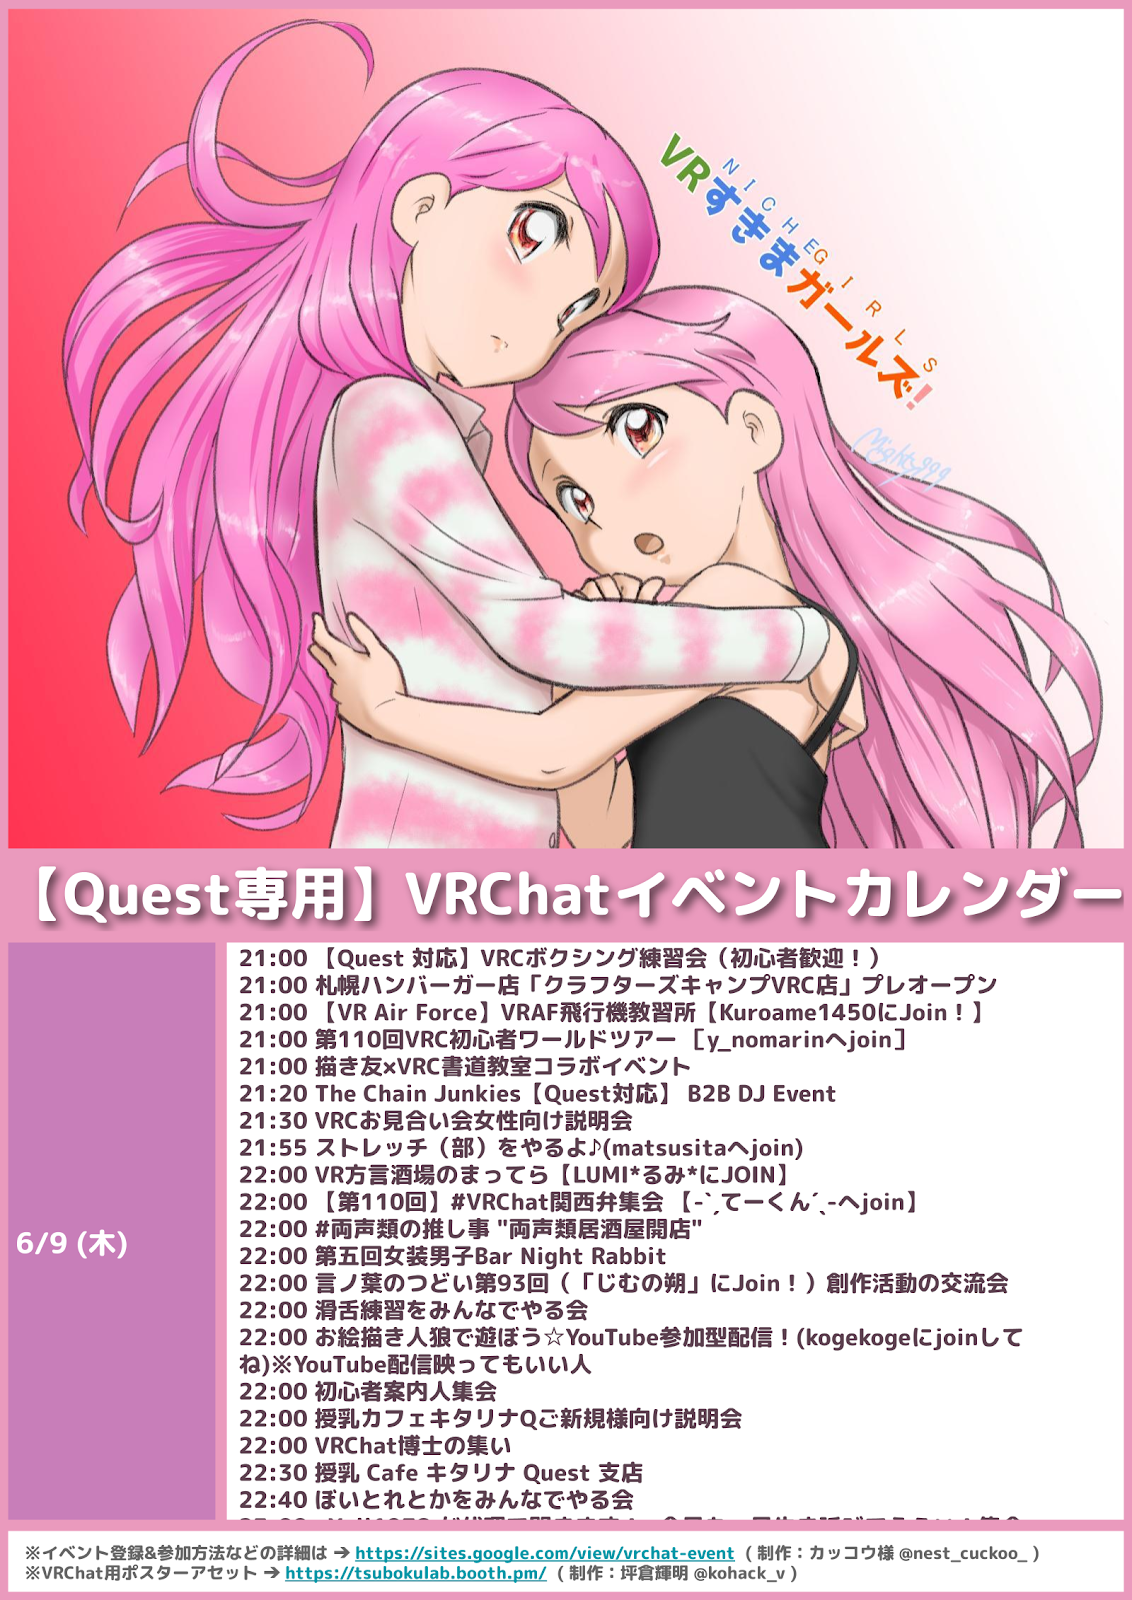 NICHE GIRLS
VRすきまガールズ!
Mighty999
【Quest専用】VRChatイベントカレンダー
6/9 (木)
21:00 【Quest 対応】VRCボクシング練習会（初心者歓迎！）
21:00 札幌ハンバーガー店「クラフターズキャンプVRC店」プレオープン
21:00 【VR Air Force】VRAF飛行機教習所【Kuroame1450にJoin！】
21:00 第110回VRC初心者ワールドツアー ［y_nomarinへjoin］
21:00 描き友×VRC書道教室コラボイベント
21:20 The Chain Junkies【Quest対応】 B2B DJ Event
21:30 VRCお見合い会女性向け説明会
21:55 ストレッチ（部）をやるよ♪(matsusitaへjoin)
22:00 VR方言酒場のまってら【LUMI*るみ*にJOIN】
22:00 【第110回】#VRChat関西弁集会 【-ˋˏてーくんˊˎ-へjoin】
22:00 #両声類の推し事 "両声類居酒屋開店"
22:00 第五回女装男子Bar Night Rabbit
22:00 言ノ葉のつどい第93回（「じむの朔」にJoin！）創作活動の交流会
22:00 滑舌練習をみんなでやる会
22:00 お絵描き人狼で遊ぼう☆YouTube参加型配信！(kogekogeにjoinして
ね)※YouTube配信映ってもいい人
22:00 初心者案内人集会
22:00 授乳カフェキタリナQご新規様向け説明会
22:00 VRChat博士の集い
22:30 授乳 Cafe キタリナ Quest 支店
22:40 ぼいとれとかをみんなでやる会
※イベント登録&参加方法などの詳細は ➔ https://sites.google.com/view/vrchat-event （制作：カッコウ様 @nest_cuckoo_ ）
※VRChat用ポスターアセット ➔ https://tsubokulab.booth.pm/ （制作：坪倉輝明 @kohack_v ）